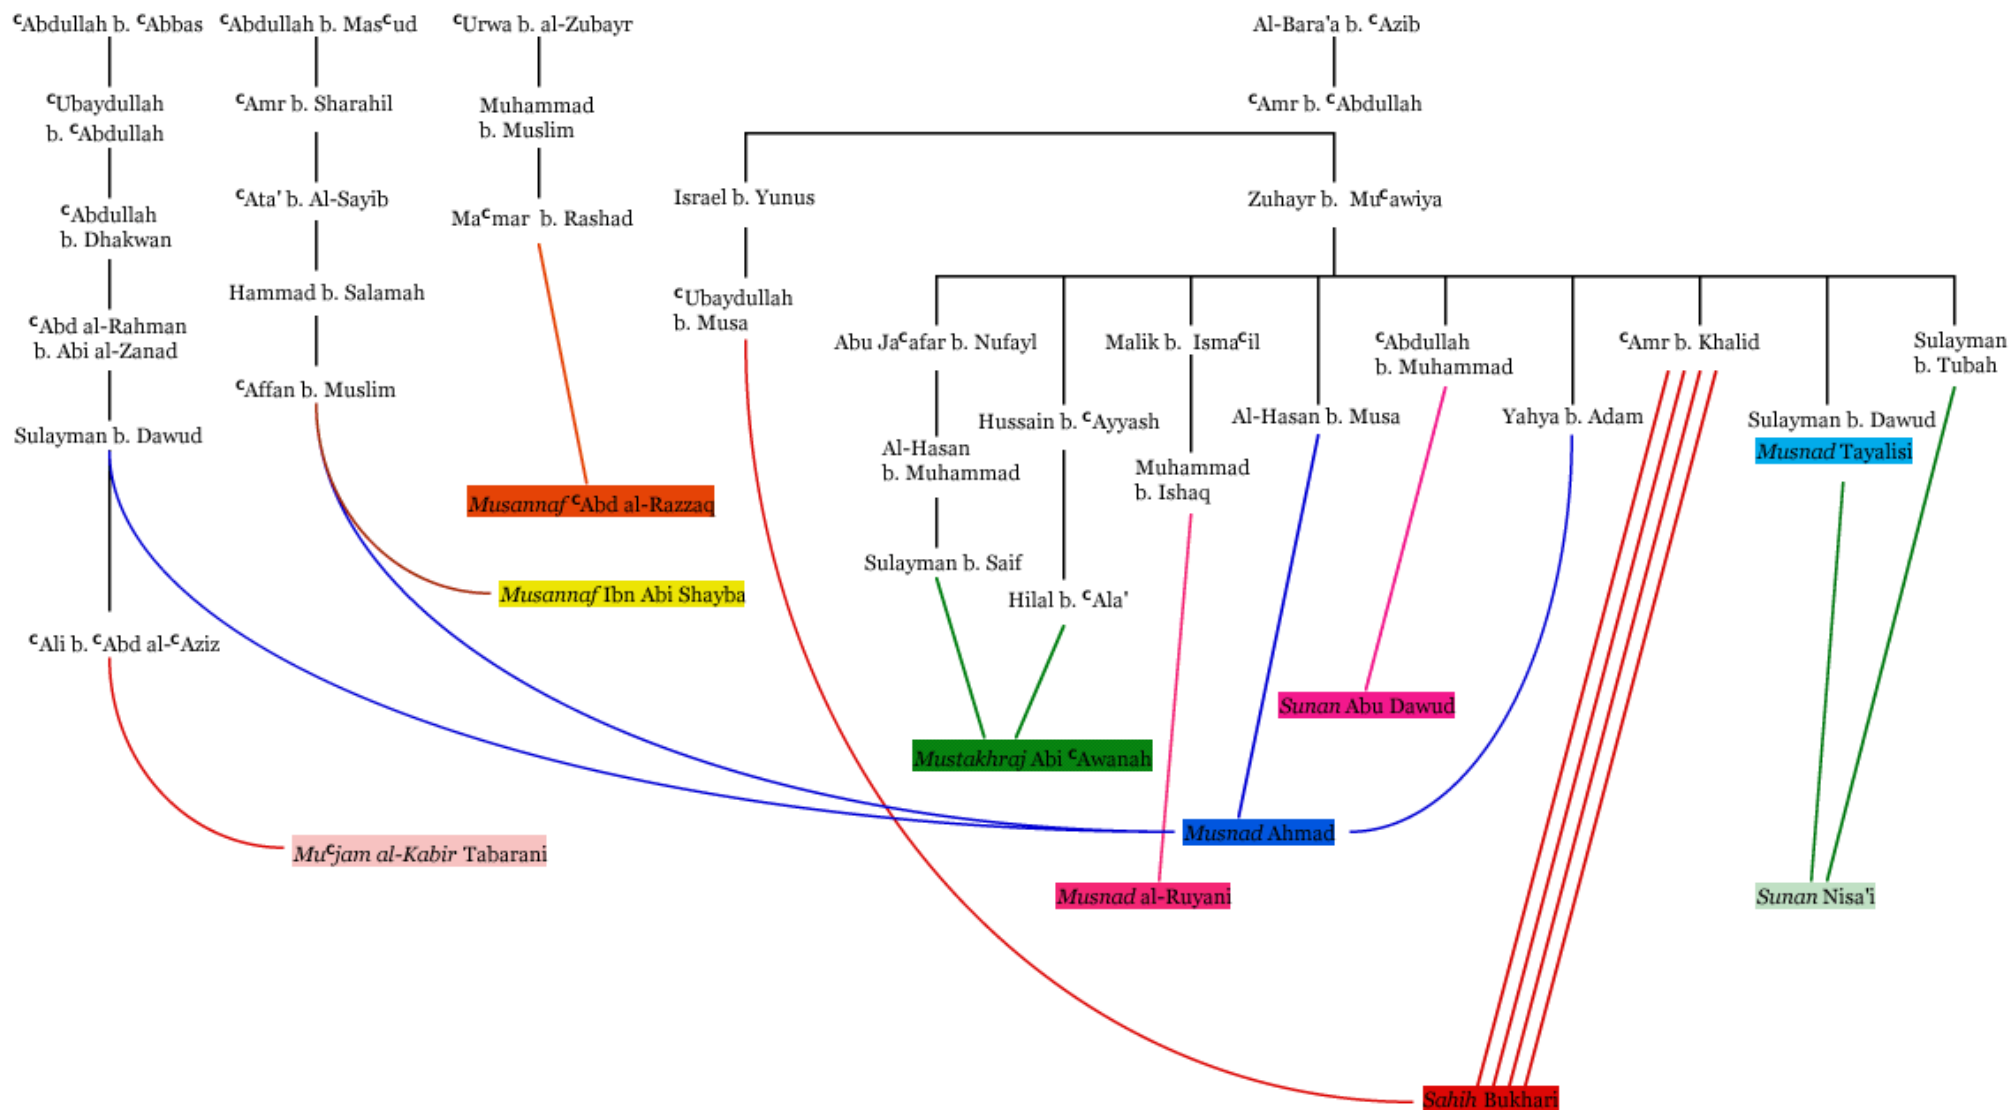 ᶜAbdullah b. ᶜAbbas
ᶜAbdullah b. Masᶜud
ᶜUrwa b. al-Zubayr
Al-Bara'a b. ᶜAzib
ᶜUbaydullah
b. ᶜAbdullah
ᶜAmr b. Sharahil
Muhammad
b. Muslim
ᶜAmr b. ᶜAbdullah
ᶜAbdullah
b. Dhakwan
ᶜAta' b. Al-Sayib
Maᶜmar b. Rashad
Israel b. Yunus
Zuhayr b. Muᶜawiya
ᶜAbd al-Rahman
b. Abi al-Zanad
Hammad b. Salamah
ᶜUbaydullah
b. Musa
Abu Jaᶜafar b. Nufayl
Malik b. Ismaᶜil
ᶜAbdullah
b. Muhammad
ᶜAmr b. Khalid
Sulayman
b. Tubah
ᶜAffan b. Muslim
Sulayman b. Dawud
Hussain b. ᶜAyyash
Al-Hasan b. Musa
Yahya b. Adam
Sulayman b. Dawud
Musnad Tayalisi
Al-Hasan
b. Muhammad
Muhammad
b. Ishaq
Musannaf ᶜAbd al-Razzaq
Sulayman b. Saif
Musannaf Ibn Abi Shayba
Hilal b. ᶜAla'
ᶜAli b. ᶜAbd al-ᶜAziz
Sunan Abu Dawud
Mustakhraj Abi ᶜAwanah
Musnad Ahmad
Muᶜjam al-Kabir Tabarani
Musnad al-Ruyani
Sunan Nisa'i
Sahih Bukhari